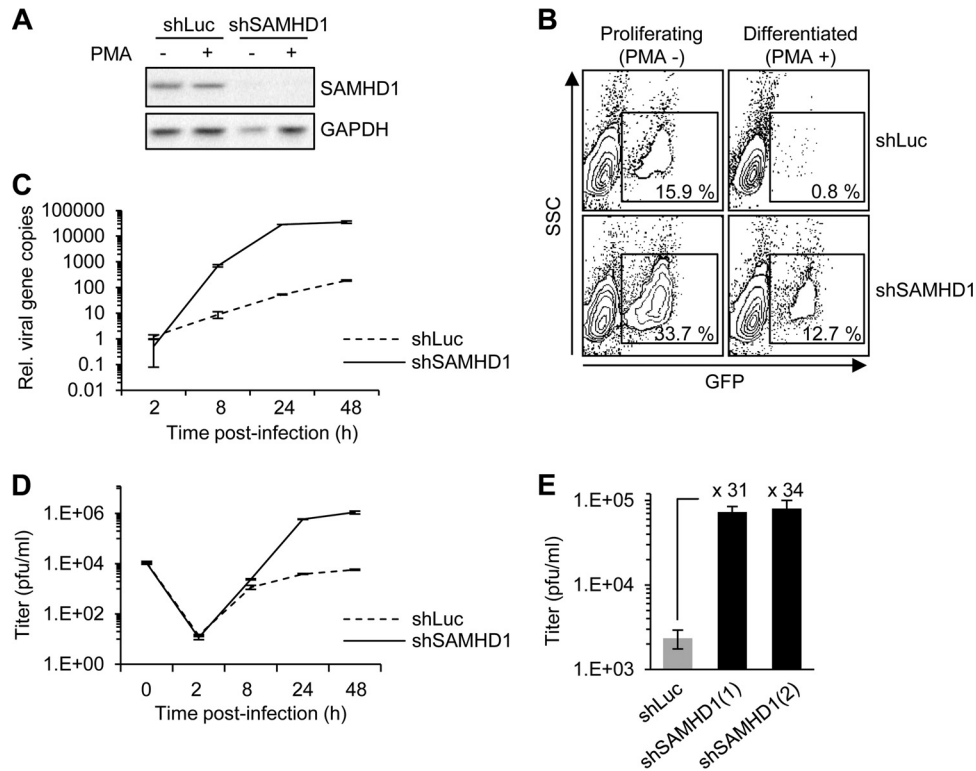 A
shLuc shSAMHD1
PMA - + - +
SAMHD1
GAPDH
B
Proliferating (PMA -)
Differentiated (PMA +)
SSC
15.9 %
0.8 %
shLuc
33.7 %
12.7 %
shSAMHD1
GFP
C
Rel. viral gene copies
100000
10000
1000
100
10
1
0.1
0.01
2 8 24 48
Time post-infection (h)
shLuc
shSAMHD1
D
Titer (pfu/ml)
1.E+06
1.E+04
1.E+02
1.E+00
0 2 8 24 48
Time post-infection (h)
shLuc
shSAMHD1
E
Titer (pfu/ml)
1.E+05
1.E+04
1.E+03
x 31 x 34
shLuc
shSAMHD1(1)
shSAMHD1(2)